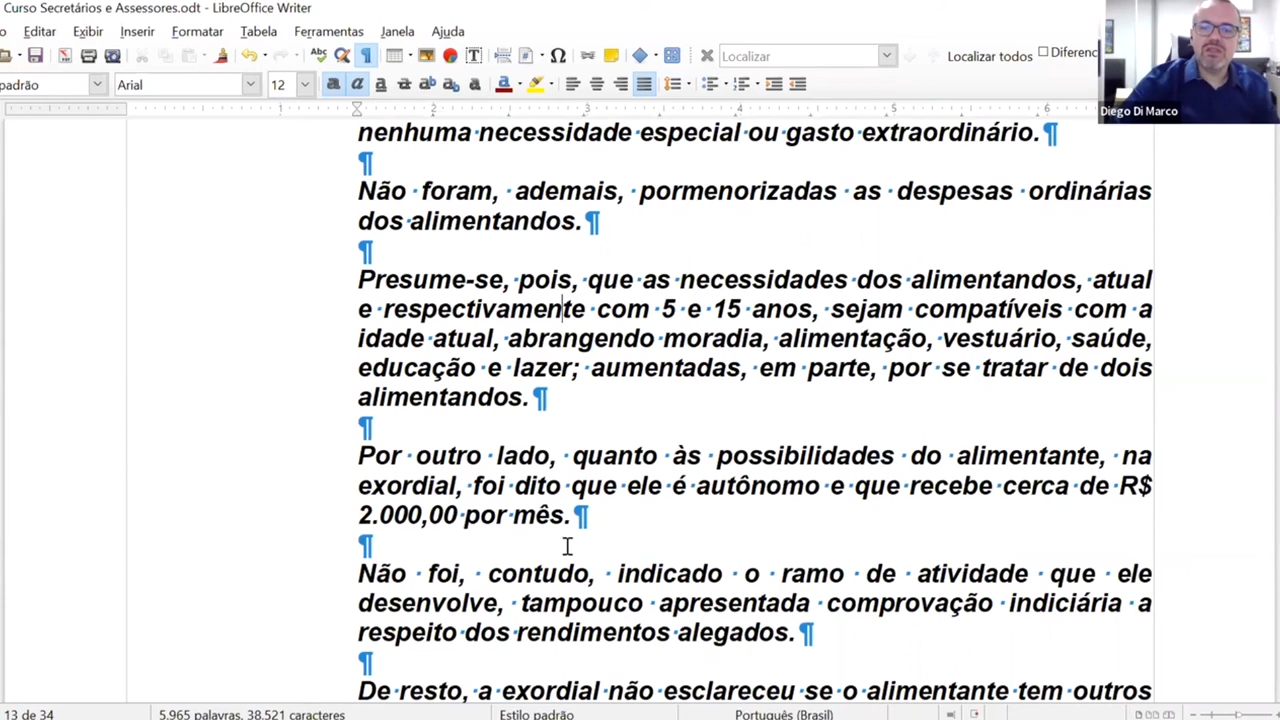 Curso Secretários e Assessores.odt - LibreOffice Writer
o Editar Exibir Inserir Formatar Tabela Ferramentas Janela Ajuda
Localizar Localizar todos Diferenc
padrão Arial 12
2 3 4 5 6
Diego Di Marco
nenhuma necessidade especial ou gasto extraordinário.¶
¶
Não foram, ademais, pormenorizadas as despesas ordinárias
dos alimentandos.¶
¶
Presume-se, pois, que as necessidades dos alimentandos, atual
e respectivamente com 5 e 15 anos, sejam compatíveis com a
idade atual, abrangendo moradia, alimentação, vestuário, saúde,
educação e lazer; aumentadas, em parte, por se tratar de dois
alimentandos.¶
¶
Por outro lado, quanto às possibilidades do alimentante, na
exordial, foi dito que ele é autônomo e que recebe cerca de R$
2.000,00 por mês.¶
¶
Não foi, contudo, indicado o ramo de atividade que ele
desenvolve, tampouco apresentada comprovação indiciária a
respeito dos rendimentos alegados.¶
¶
De resto, a exordial não esclareceu se o alimentante tem outros
13 de 34 5.965 palavras, 38.521 caracteres Estilo padrão Português (Brasil)